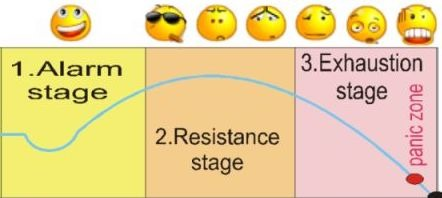 1.Alarm
stage
2.Resistance
stage
3.Exhaustion
stage
panic zone